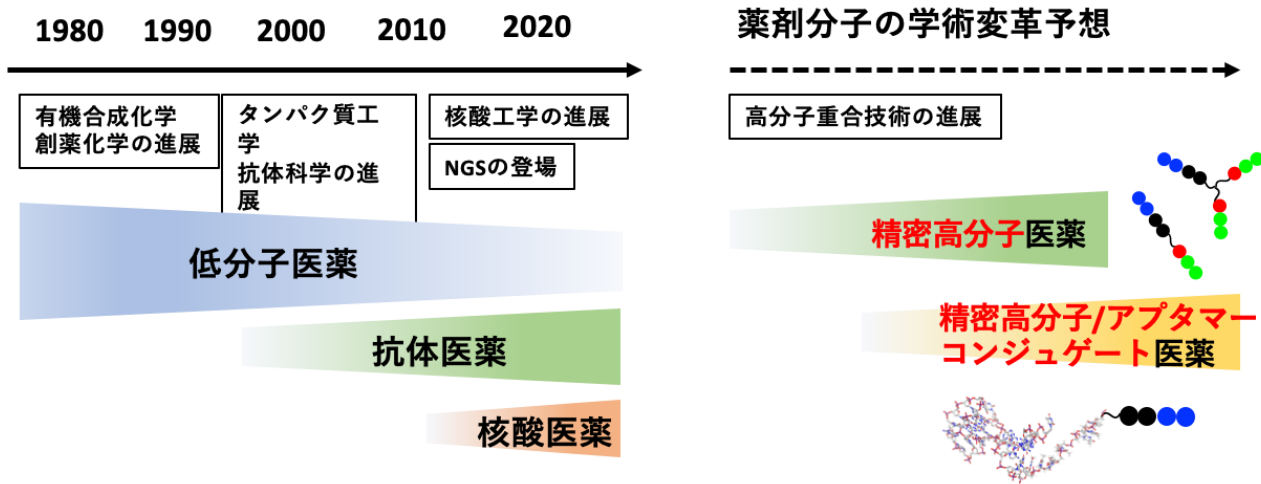 1980 1990 2000 2010 2020
薬剤分子の学術変革予想
有機合成化学
創薬化学の進展
タンパク質工
学
抗体科学の進
展
核酸工学の進展
NGSの登場
高分子重合技術の進展
低分子医薬
抗体医薬
核酸医薬
精密高分子医薬
精密高分子/アプタマー
コンジュゲート医薬